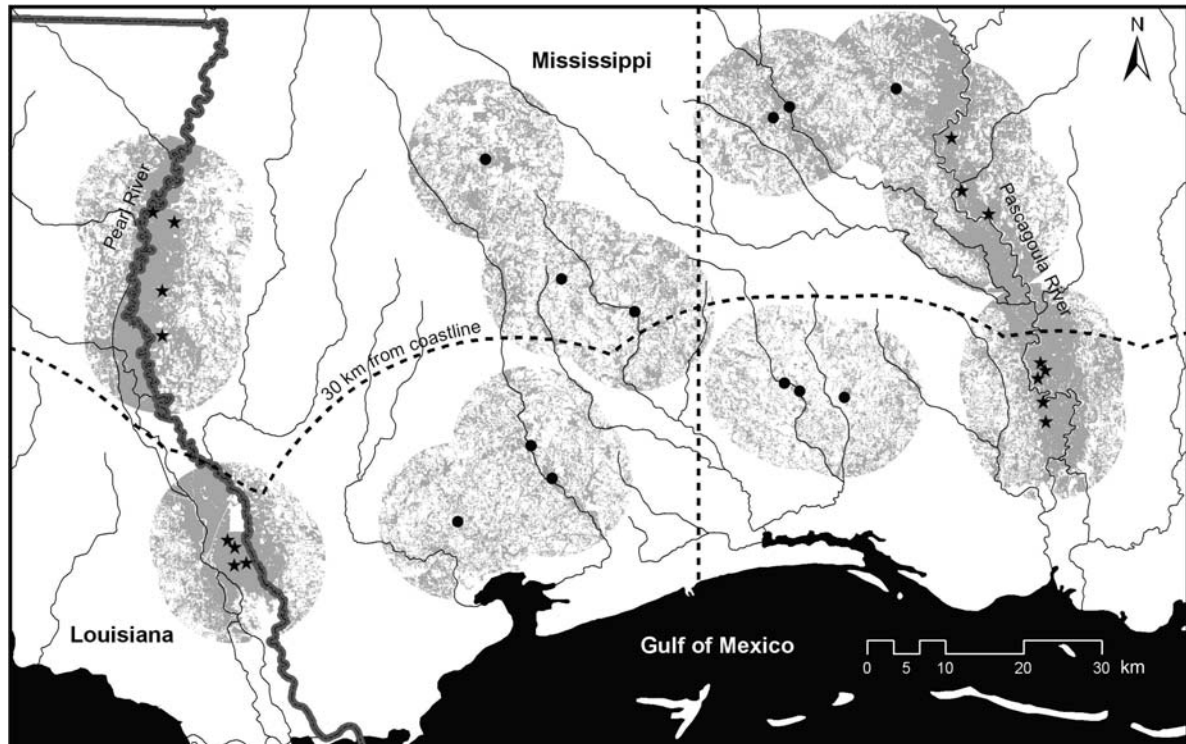 N
Mississippi
Pearl River
Pascagoula River
30 km from coastline
Louisiana
Gulf of Mexico
0 5 10 20 30 km